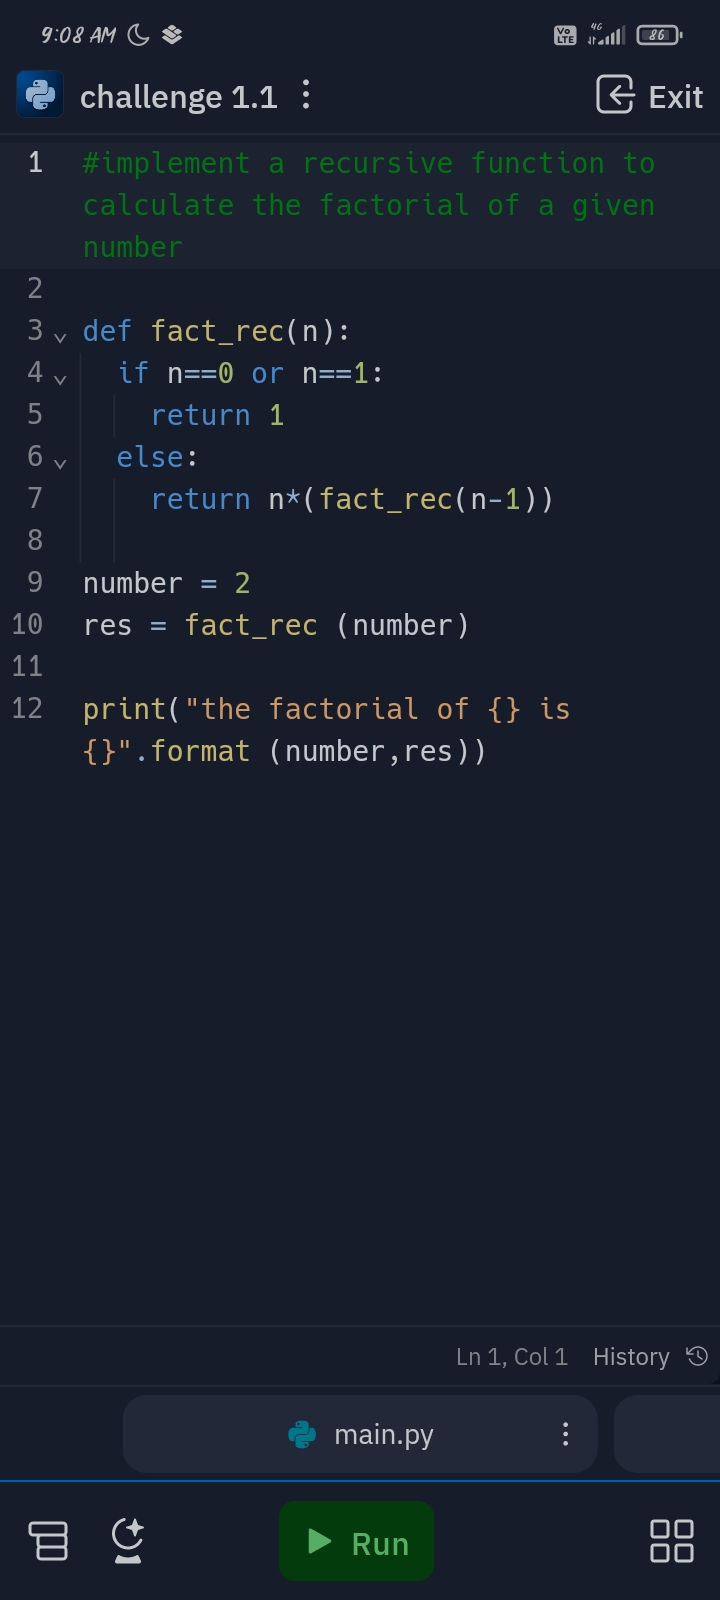 9:08 AM VoLTE 4G 86
challenge 1.1 Exit
1 #implement a recursive function to
calculate the factorial of a given
number
2
3 def fact_rec(n):
4 if n==0 or n==1:
5 return 1
6 else:
7 return n*(fact_rec(n-1))
8
9 number = 2
10 res = fact_rec (number)
11
12 print("the factorial of {} is
{}".format (number,res))
Ln 1, Col 1 History
main.py
Run